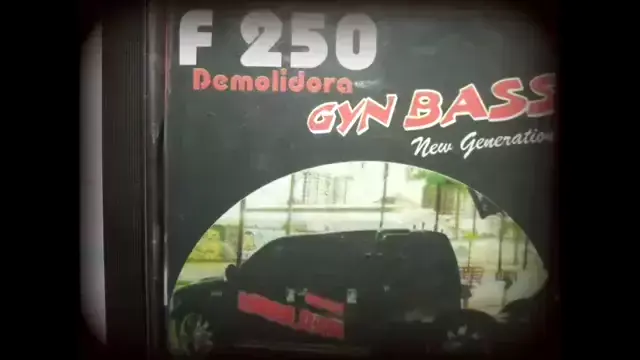 F 250
Demolidora
GYN BASS
New Generation